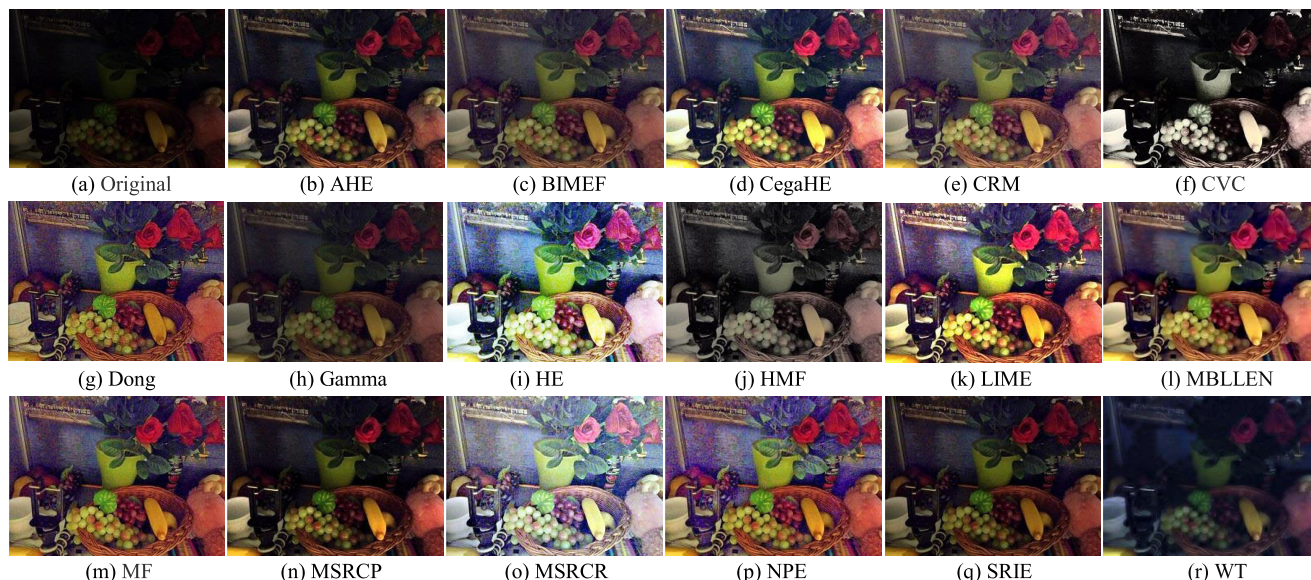 (a) Original (b) AHE (c) BIMEF (d) CegaHE (e) CRM (f) CVC
(g) Dong (h) Gamma (i) HE (j) HMF (k) LIME (l) MBLLEN
(m) MF (n) MSRCP (o) MSRCR (p) NPE (q) SRIE (r) WT